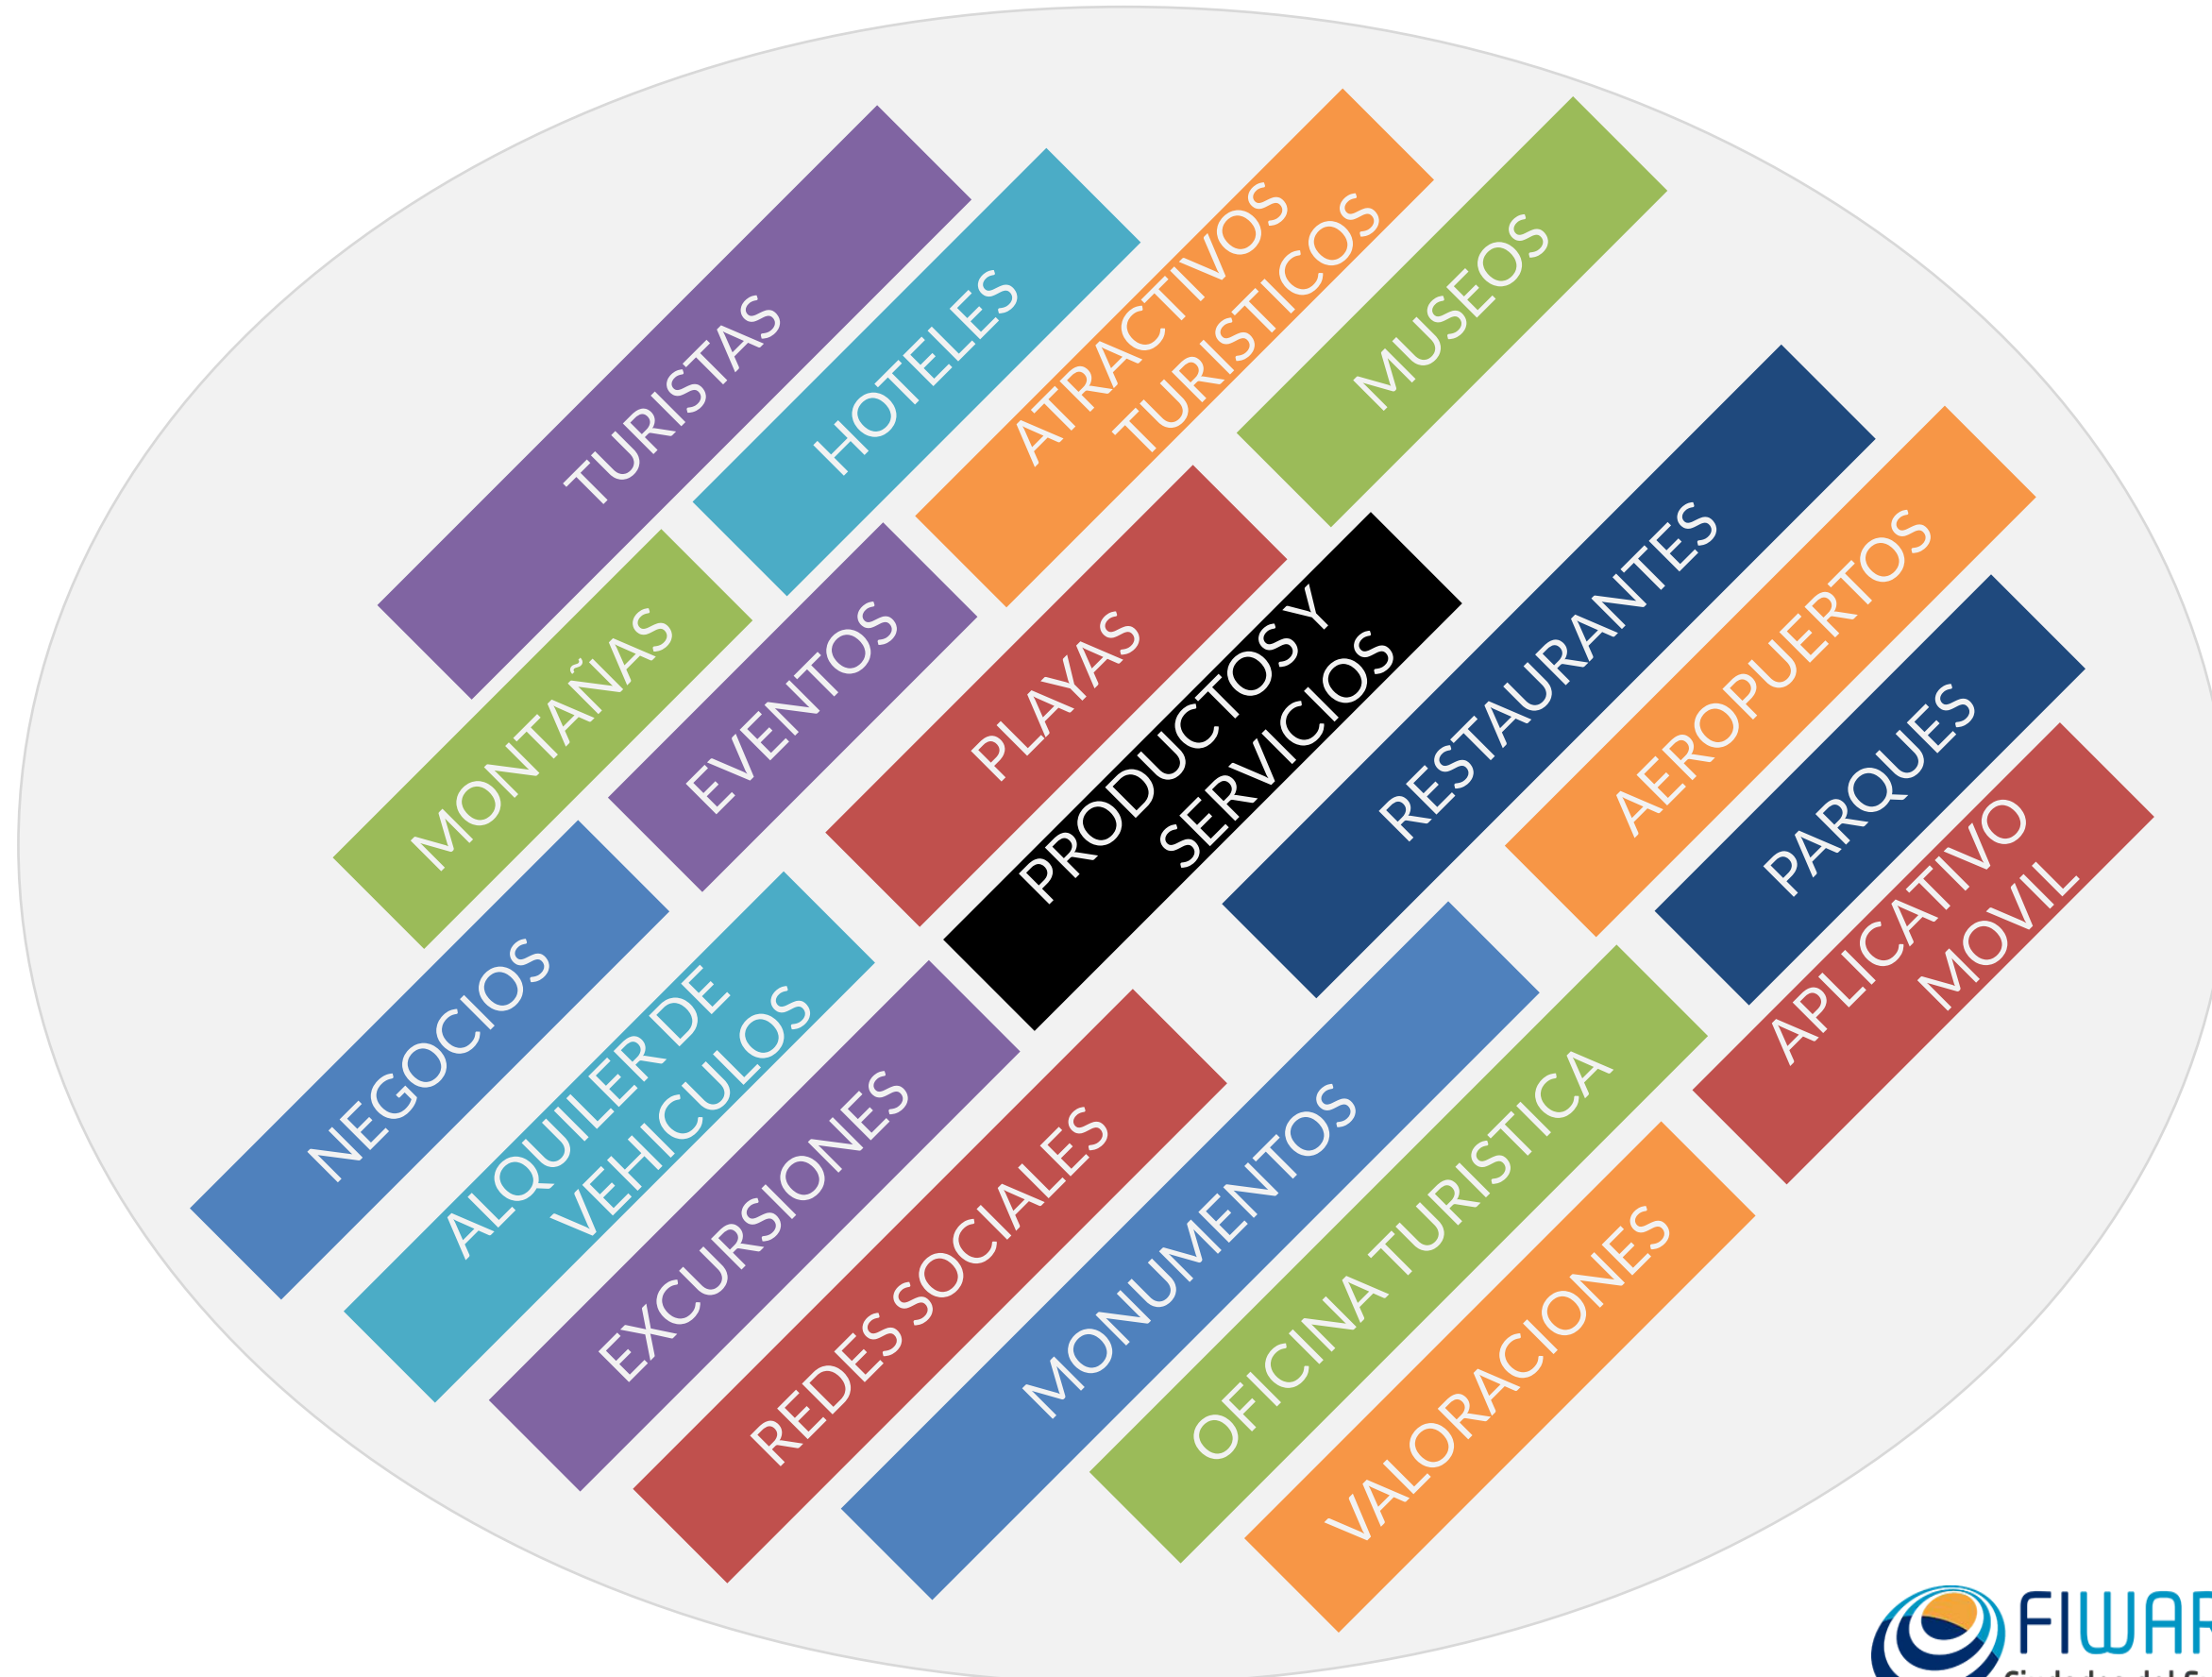 TURISTAS
HOTELES
ATRACTIVOS
TURISTICOS
MUSEOS
MONTAÑAS
EVENTOS
PLAYAS
PRODUCTOS Y
SERVICIOS
RESTAURANTES
AEROPUERTOS
PARQUES
APLICATIVO
MOVIL
NEGOCIOS
ALQUILER DE
VEHICULOS
EXCURSIONES
REDES SOCIALES
MONUMENTOS
OFICINA TURISTICA
VALORACIONES
FIWAR